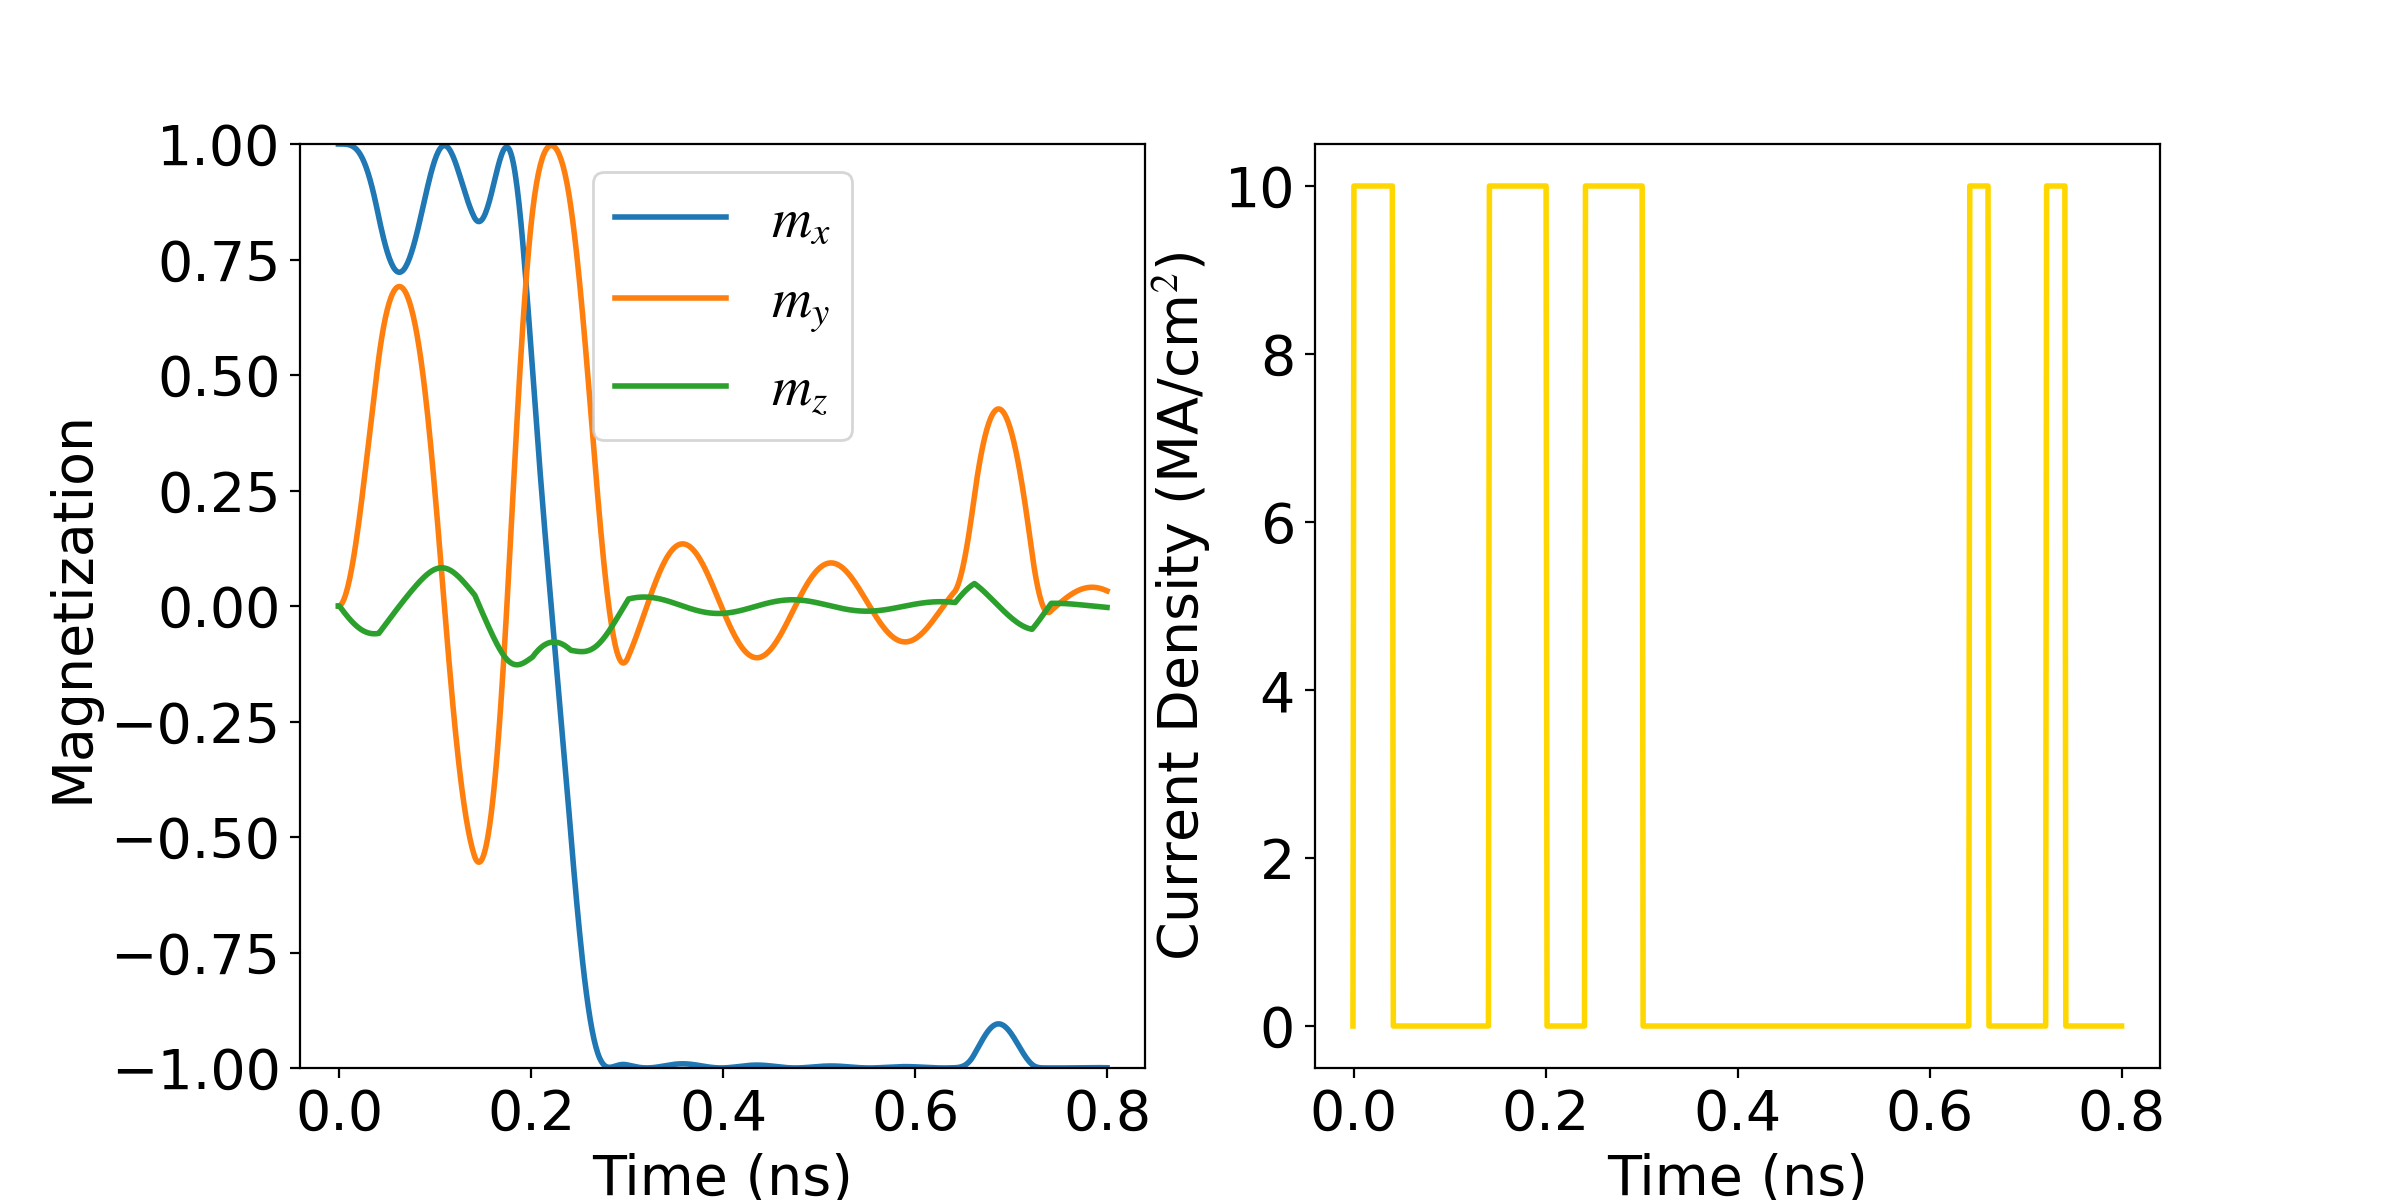 1.00
0.75
0.50
0.25
0.00
−0.25
−0.50
−0.75
−1.00
Magnetization
0.0 0.2 0.4 0.6 0.8
Time (ns)
m_x
m_y
m_z
10
8
6
4
2
0
Current Density (MA/cm²)
0.0 0.2 0.4 0.6 0.8
Time (ns)